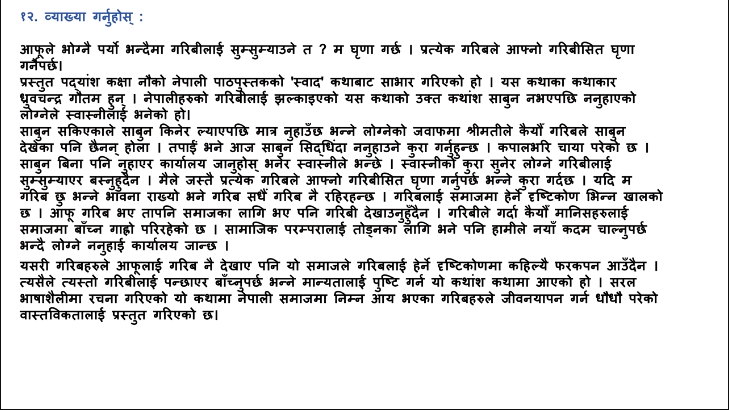 १२. व्याख्या गर्नुहोस् :
आफूले भोग्नै पर्यो भन्दैमा गरिबीलाई सुम्सुम्याउने त ? म घृणा गर्छ । प्रत्येक गरिबले आफ्नो गरिबीसित घृणा
गर्नैपर्छ।
प्रस्तुत पद्यांश कक्षा नौको नेपाली पाठपुस्तकको 'स्वाद' कथाबाट साभार गरिएको हो । यस कथाका कथाकार
ध्रुवचन्द्र गौतम हुन् । नेपालीहरुको गरिबीलाई झल्काइएको यस कथाको उक्त कथांश साबुन नभएपछि ननुहाएको
लोग्नेले स्वास्नीलाई भनेको हो।
साबुन सकिएकाले साबुन किनेर ल्याएपछि मात्र नुहाउँछ भन्ने लोग्नेको जवाफमा श्रीमतीले कैयौँ गरिबले साबुन
देखेका पनि छैनन् होला । तपाईं भने आज साबुन सिद्धिंदा ननुहाउने कुरा गर्नुहुन्छ । कपालभरि चाया परेको छ ।
साबुन बिना पनि नुहाएर कार्यालय जानुहोस् भनेर स्वास्नीले भन्छे । स्वास्नीको कुरा सुनेर लोग्ने गरिबीलाई
सुम्सुम्याएर बस्नुहुदैन । मैले जस्तै प्रत्येक गरिबले आफ्नो गरिबीसित घृणा गर्नुपर्छ भन्ने कुरा गर्दछ । यदि म
गरिब छु भन्ने भावना राख्यो भने गरिब सधैँ गरिब नै रहिरहन्छ । गरिबलाई समाजमा हेर्ने दृष्टिकोण भिन्न खालको
छ । आफू गरिब भए तापनि समाजका लागि भए पनि गरिबी देखाउनुहुँदैन । गरिबीले गर्दा कैयौँ मानिसहरुलाई
समाजमा बाँच्न गाह्रो परिरहेको छ । सामाजिक परम्परालाई तोड्नका लागि भने पनि हामीले नयाँ कदम चाल्नुपर्छ
भन्दै लोग्ने ननुहाई कार्यालय जान्छ ।
यसरी गरिबहरुले आफूलाई गरिब नै देखाए पनि यो समाजले गरिबलाई हेर्ने दृष्टिकोणमा कहिल्यै फरकपन आउँदैन ।
त्यसैले त्यस्तो गरिबीलाई पन्छाएर बाँच्नुपर्छ भन्ने मान्यतालाई पुष्टि गर्न यो कथांश कथामा आएको हो । सरल
भाषाशैलीमा रचना गरिएको यो कथामा नेपाली समाजमा निम्न आय भएका गरिबहरुले जीवनयापन गर्न धौधौ परेको
वास्तविकतालाई प्रस्तुत गरिएको छ।